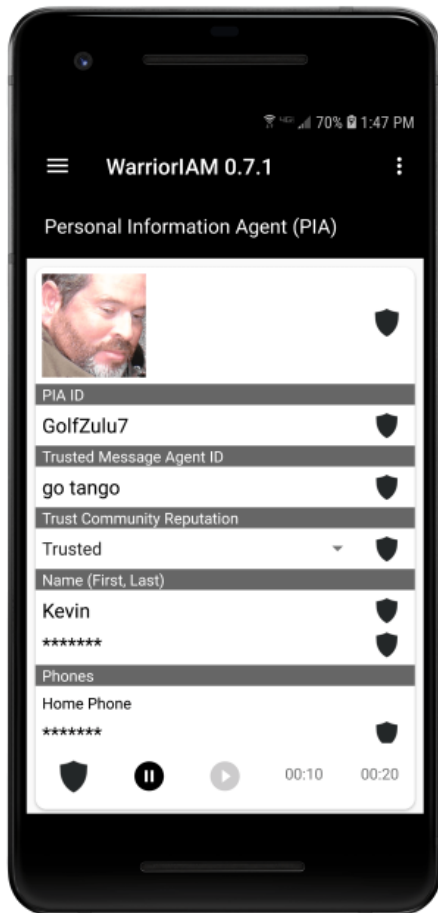 4GE 70% 1:47 PM
WarriorIAM 0.7.1
Personal Information Agent (PIA)
PIA ID
GolfZulu7
Trusted Message Agent ID
go tango
Trust Community Reputation
Trusted
Name (First, Last)
Kevin
*******
Phones
Home Phone
*******
00:10 00:20